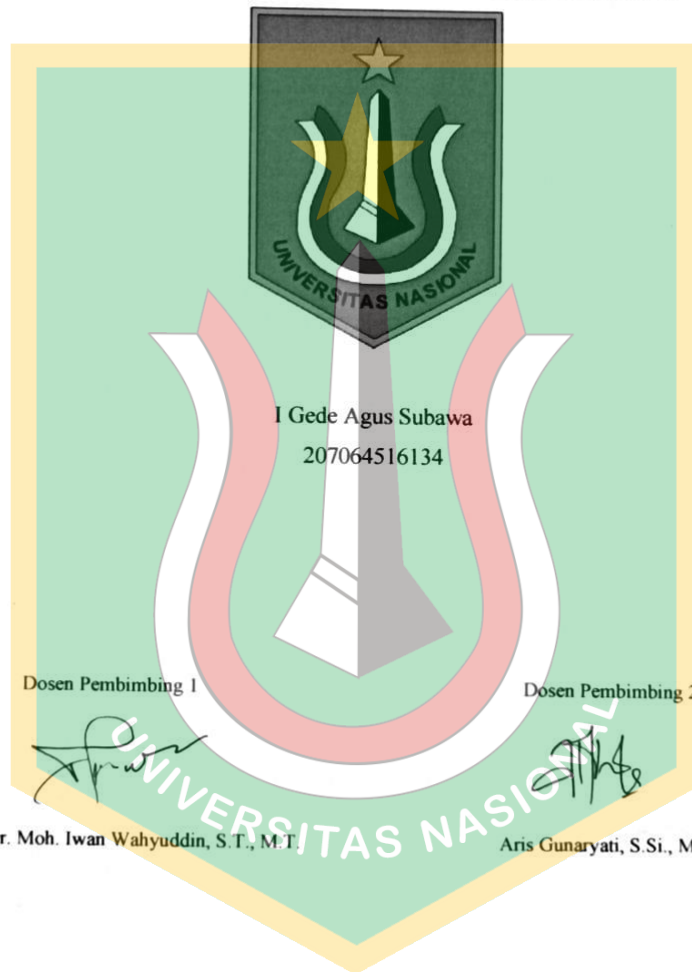 UNIVERSITAS NASIONAL
I Gede Agus Subawa
207064516134
Dosen Pembimbing 1
Dosen Pembimbing 2
r. Moh. Iwan Wahyuddin, S.T., M.T.
Aris Gunaryati, S.Si., M
UNIVERSITAS NASIONAL